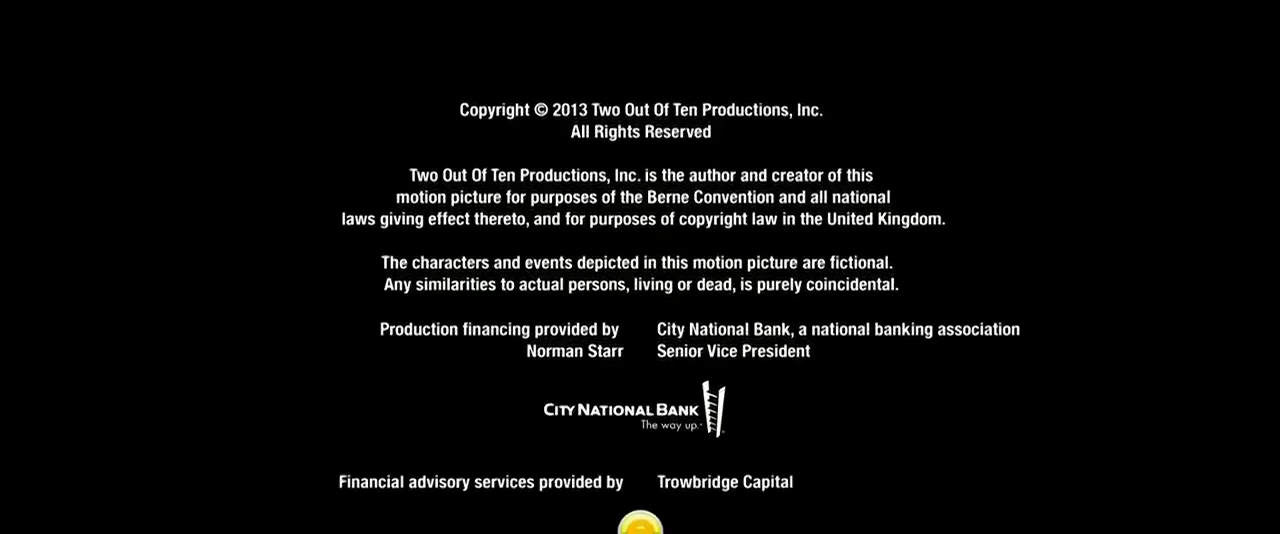 Copyright © 2013 Two Out Of Ten Productions, Inc.
All Rights Reserved
Two Out Of Ten Productions, Inc. is the author and creator of this
motion picture for purposes of the Berne Convention and all national
laws giving effect thereto, and for purposes of copyright law in the United Kingdom.
The characters and events depicted in this motion picture are fictional.
Any similarities to actual persons, living or dead, is purely coincidental.
Production financing provided by City National Bank, a national banking association
Norman Starr Senior Vice President
CITY NATIONAL BANK
The way up.
Financial advisory services provided by Trowbridge Capital